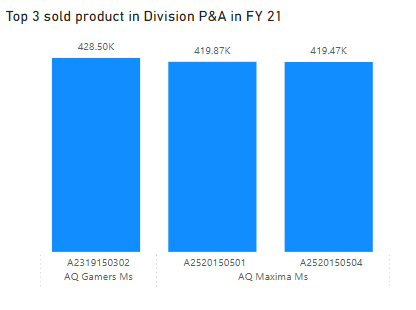 Top 3 sold product in Division P&A in FY 21
428.50K
419.87K
419.47K
A2319150302
A2520150501
A2520150504
AQ Gamers Ms
AQ Maxima Ms